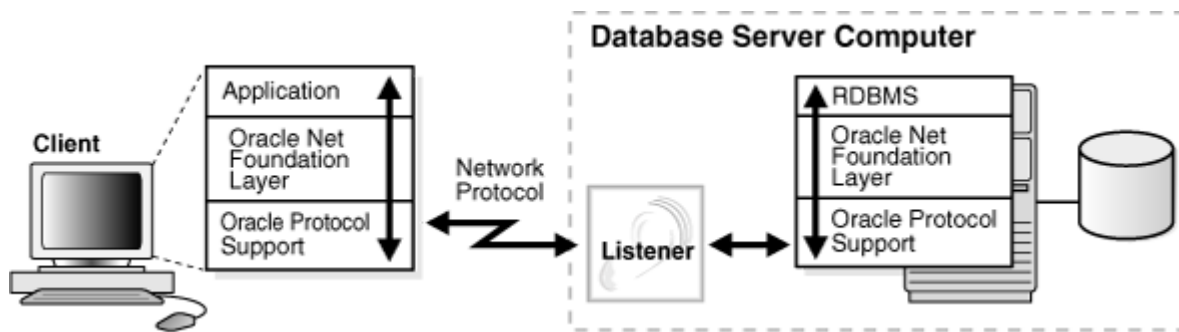 Database Server Computer
Client
Application
Oracle Net
Foundation
Layer
Oracle Protocol
Support
Network
Protocol
Listener
RDBMS
Oracle Net
Foundation
Layer
Oracle Protocol
Support